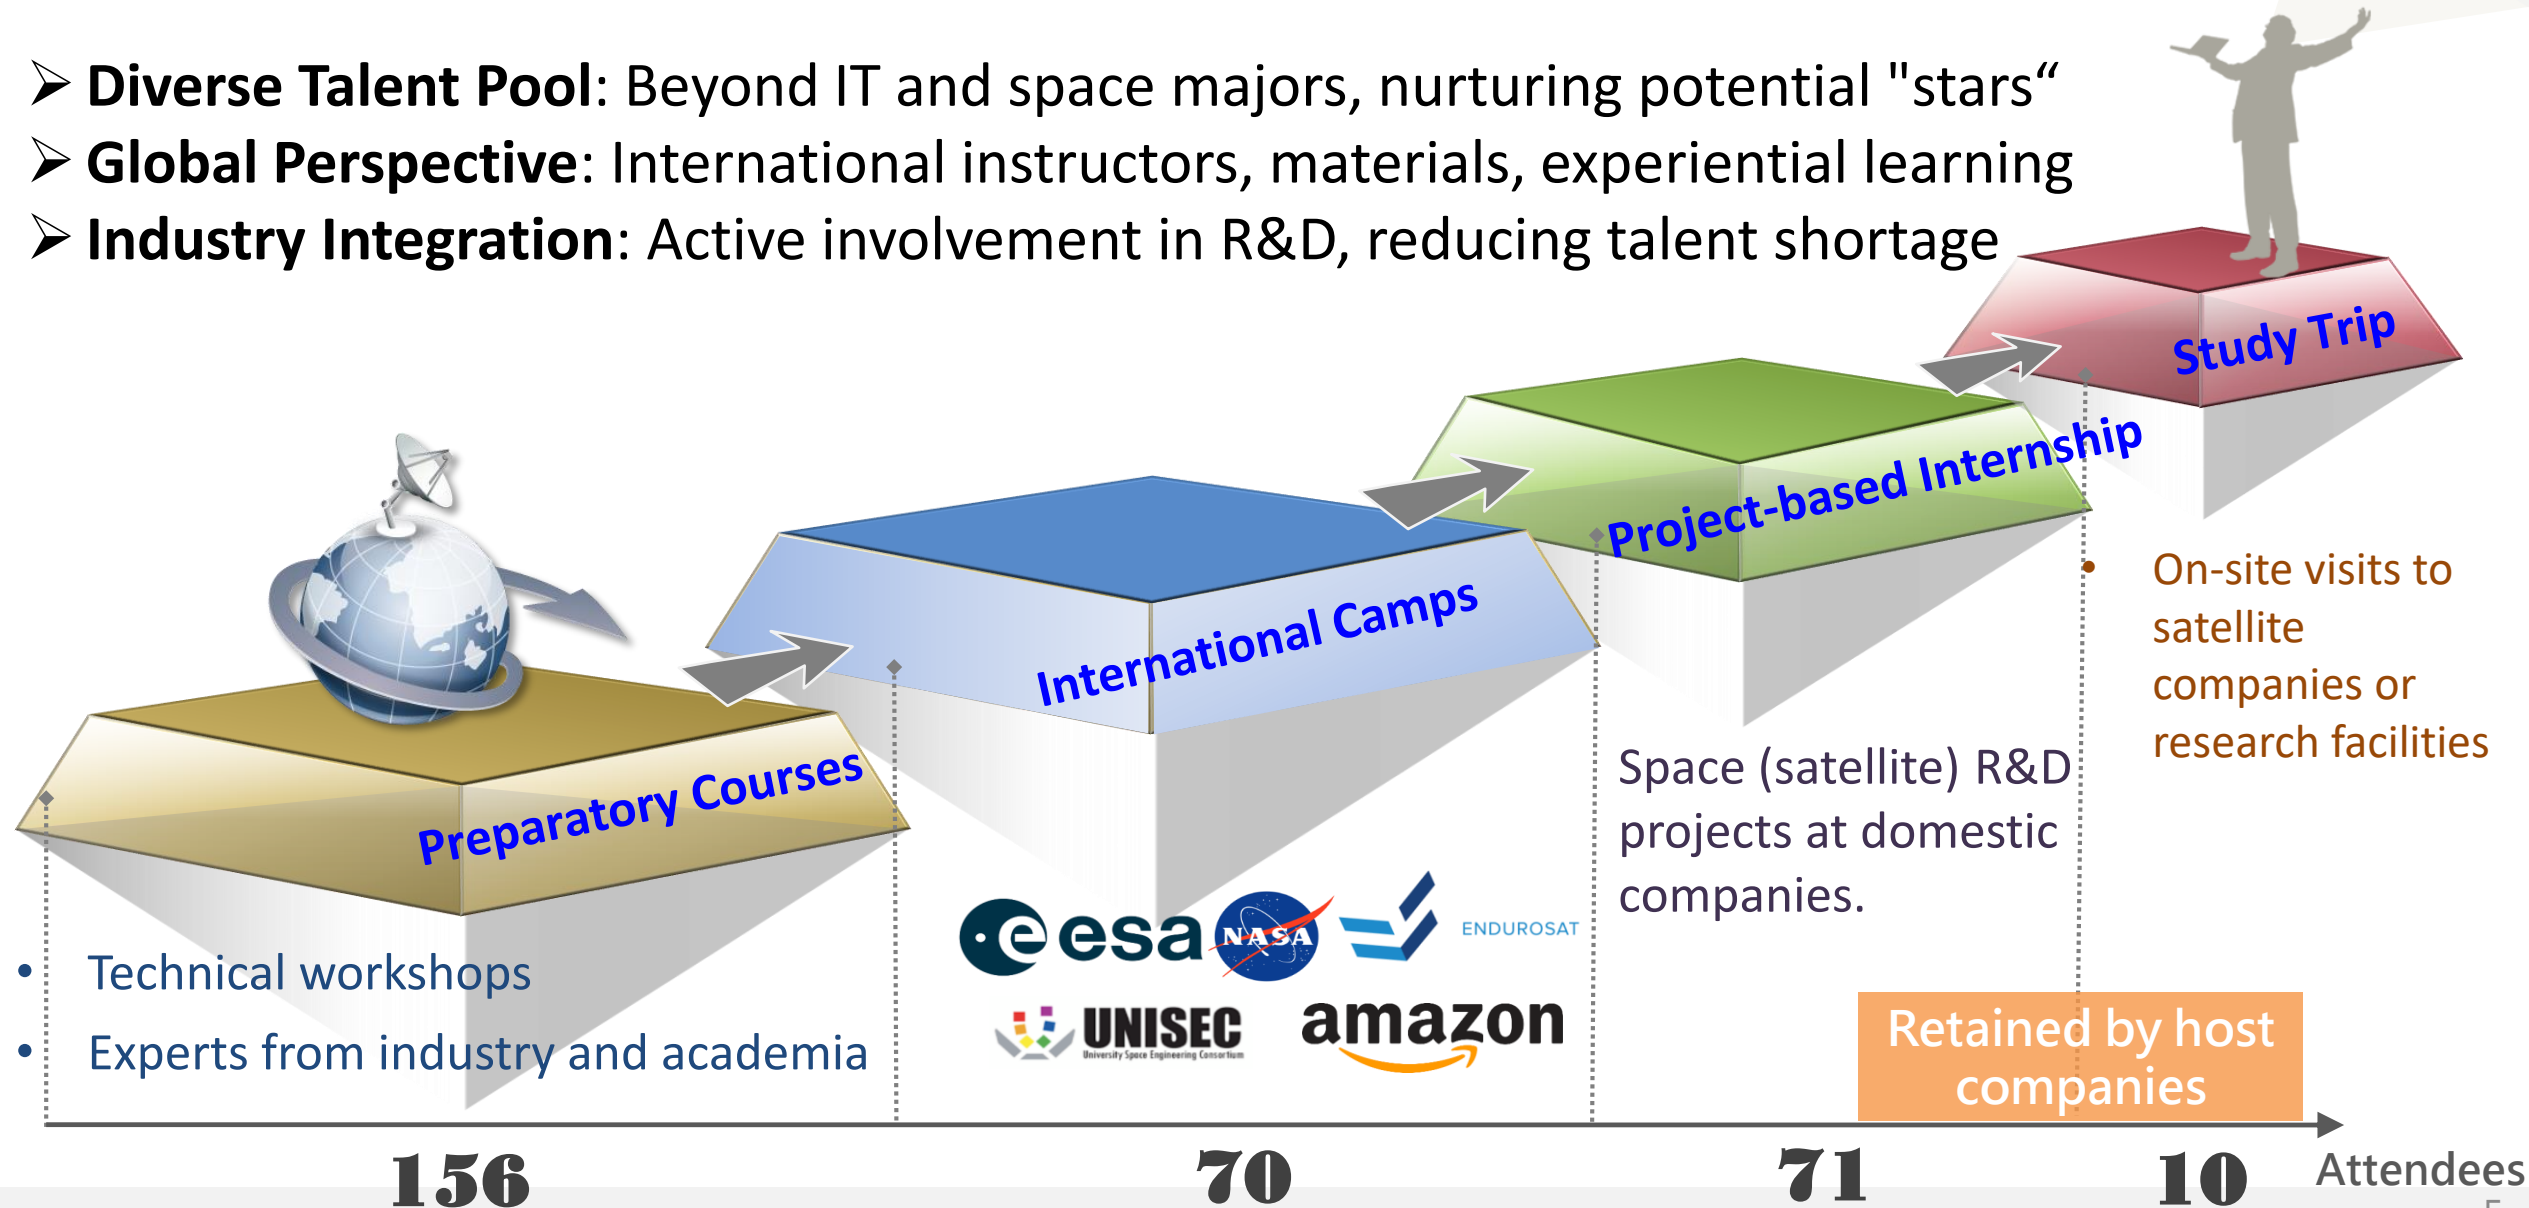 ➢ Diverse Talent Pool: Beyond IT and space majors, nurturing potential "stars“
➢ Global Perspective: International instructors, materials, experiential learning
➢ Industry Integration: Active involvement in R&D, reducing talent shortage
Study Trip
Project-based Internship
International Camps
Preparatory Courses
• On-site visits to
satellite
companies or
research facilities
Space (satellite) R&D
projects at domestic
companies.
esa
NASA
ENDUROSAT
UNISEC
University Space Engineering Consortium
amazon
• Technical workshops
• Experts from industry and academia
Retained by host
companies
156
70
71
10
Attendees